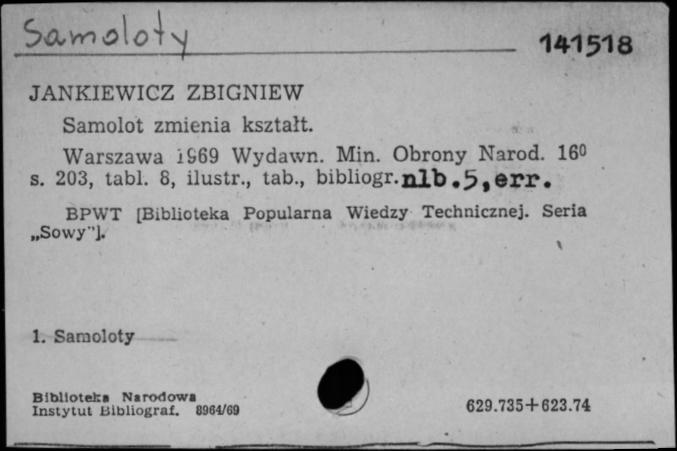 Samoloty
141518
JANKIEWICZ ZBIGNIEW
Samolot zmienia kształt.
Warszawa 1969 Wydawn. Min. Obrony Narod. 16⁰
s. 203, tabl. 8, ilustr., tab., bibliogr. nlb.5,err.
BPWT [Biblioteka Popularna Wiedzy Technicznej. Seria
„Sowy"].
1. Samoloty
Biblioteka Narodowa
Instytut Bibliograf. 8964/69
629.735+623.74